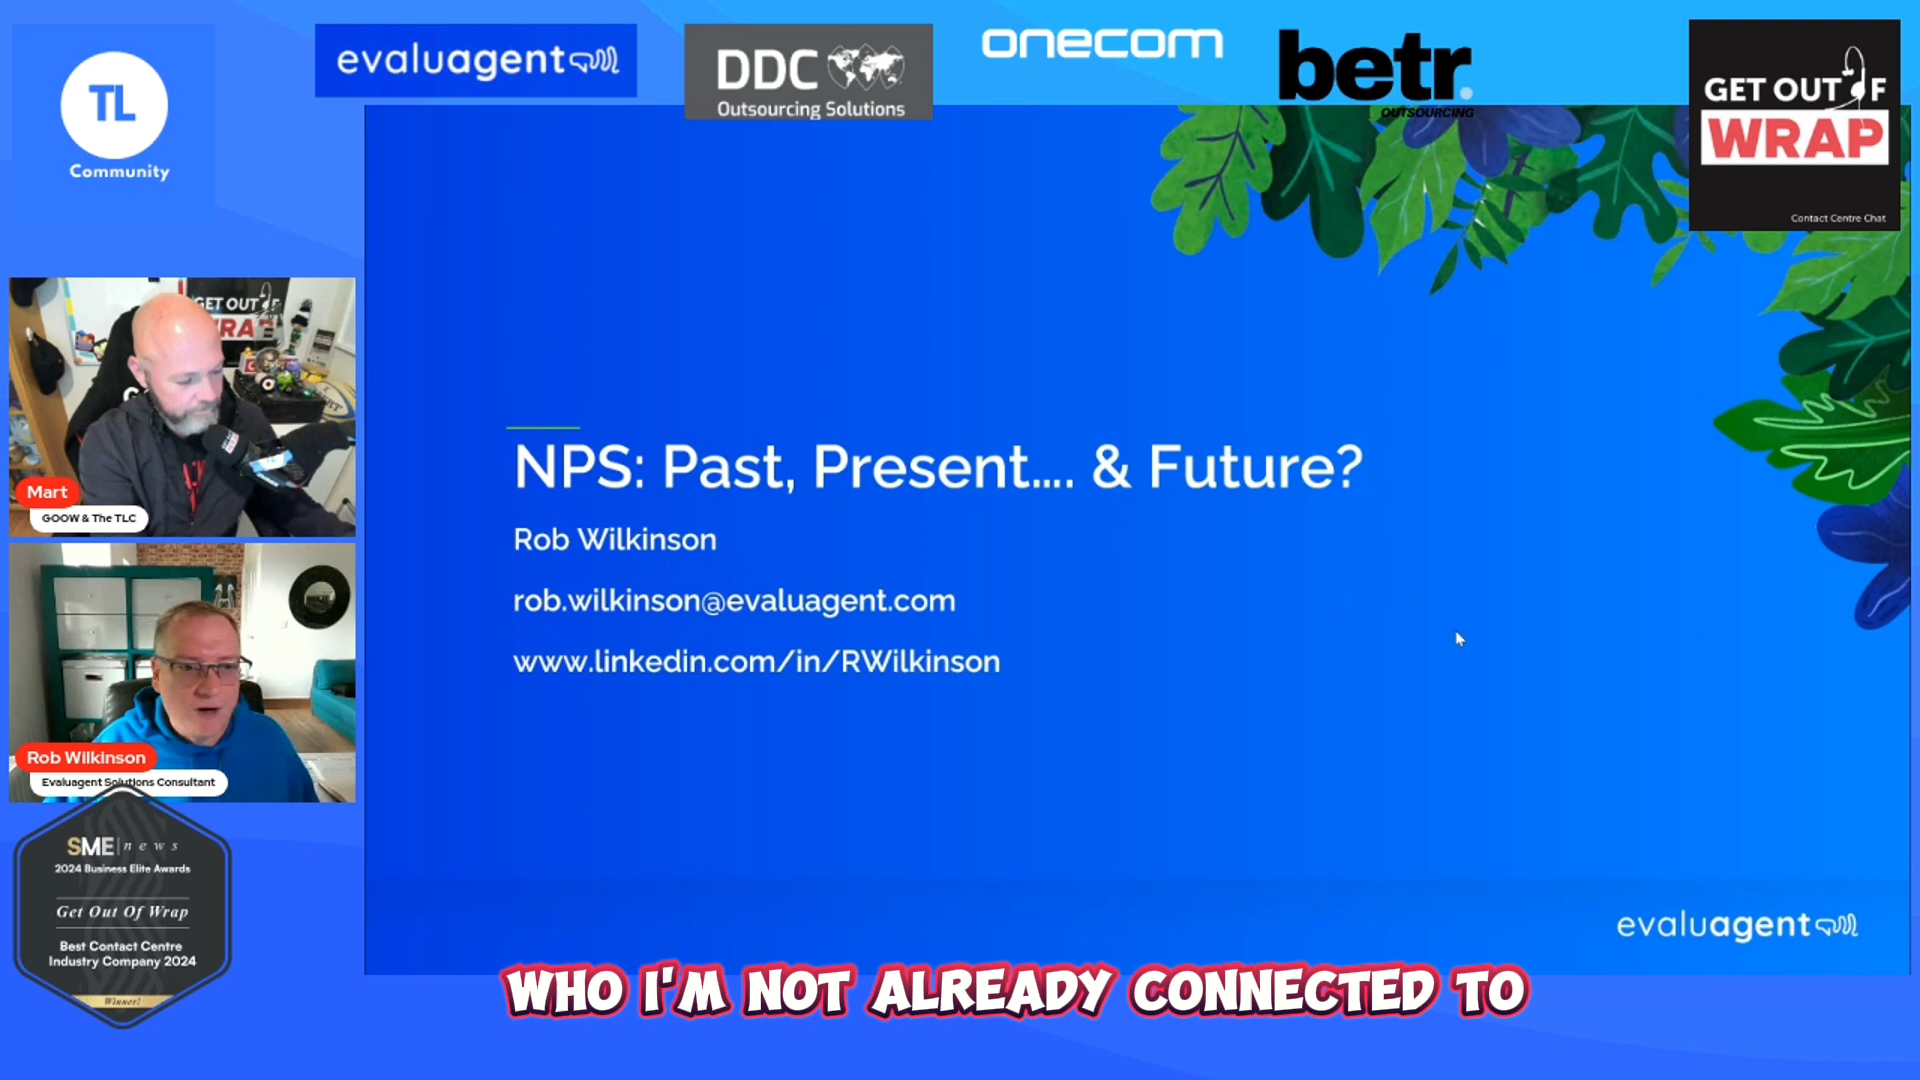 TL
Community
evaluagent
DDC
Outsourcing Solutions
onecom
betr.
OUTSOURCING
GET OUT OF
WRAP
Contact Centre Chat
GET OUT
Mart
GOOW & The TLC
Rob Wilkinson
Evaluagent Solutions Consultant
SME news
2024 Business Elite Awards
Get Out Of Wrap
Best Contact Centre
Industry Company 2024
Winner!
NPS: Past, Present.... & Future?
Rob Wilkinson
rob.wilkinson@evaluagent.com
www.linkedin.com/in/RWilkinson
evaluagent
WHO I'M NOT ALREADY CONNECTED TO